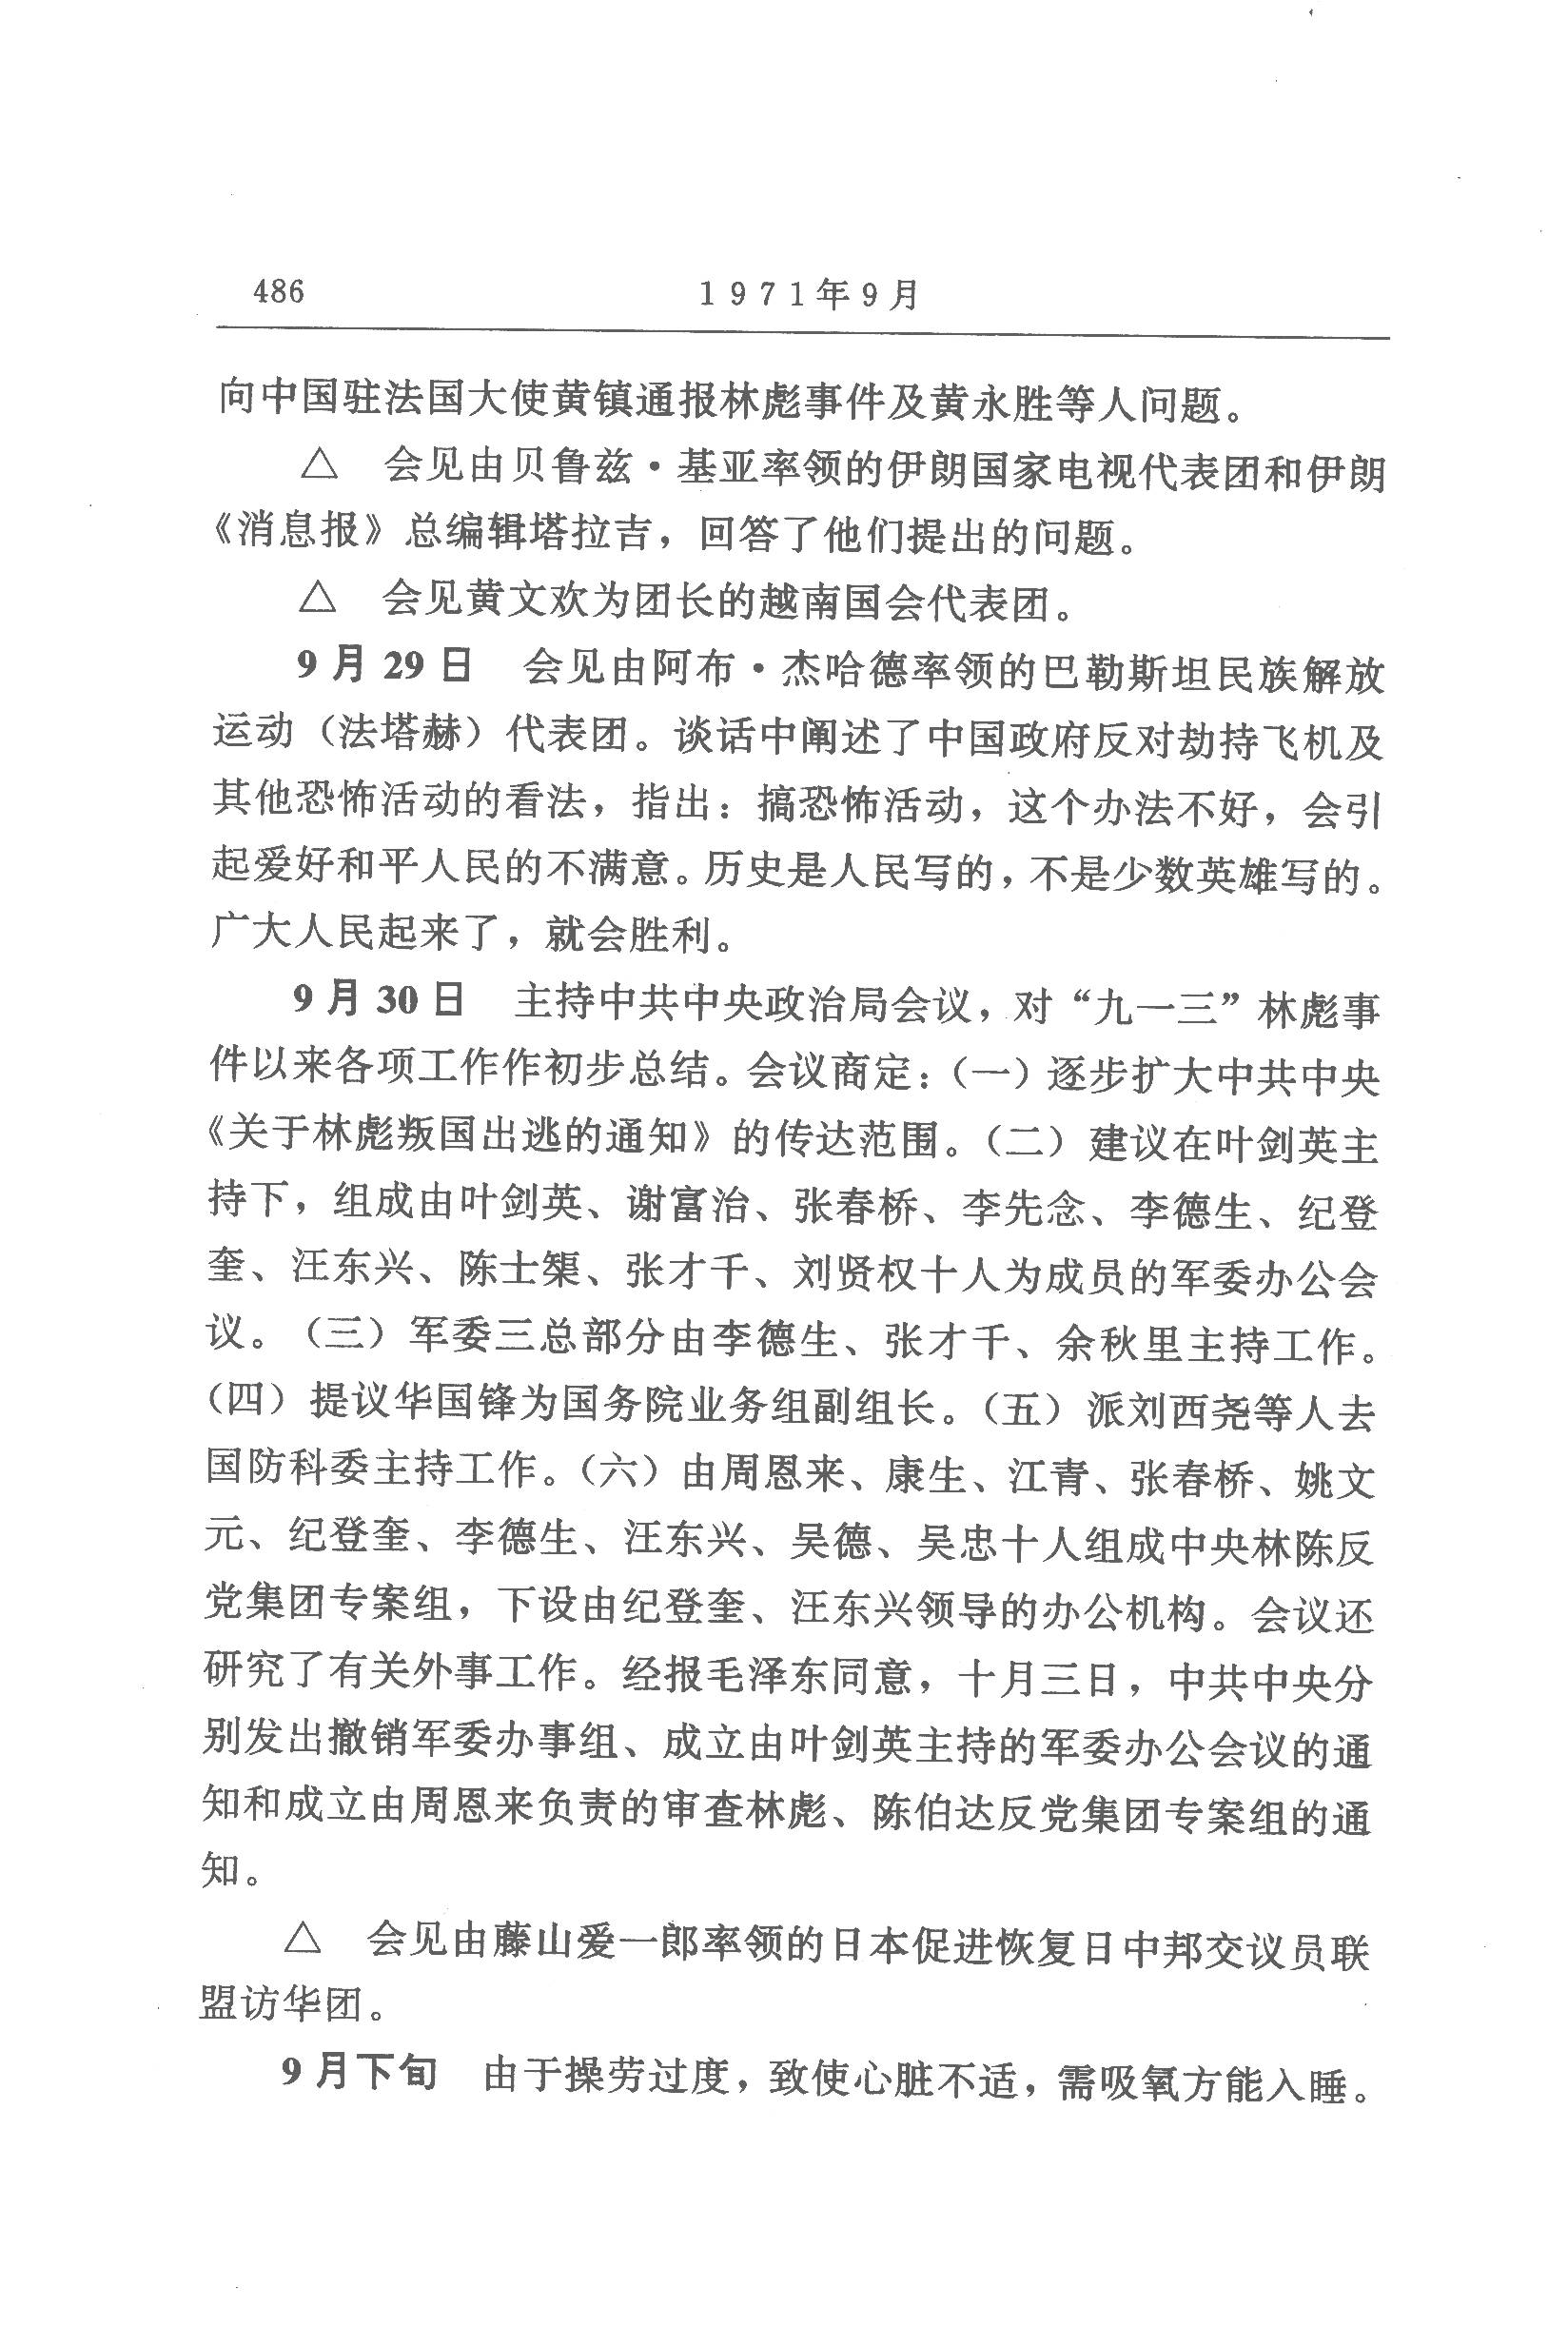 486
1971年9月
向中国驻法国大使黄镇通报林彪事件及黄永胜等人问题。
△ 会见由贝鲁兹·基亚率领的伊朗国家电视代表团和伊朗
《消息报》总编辑塔拉吉，回答了他们提出的问题。
△ 会见黄文欢为团长的越南国会代表团。
9月29日 会见由阿布·杰哈德率领的巴勒斯坦民族解放
运动（法塔赫）代表团。谈话中阐述了中国政府反对劫持飞机及
其他恐怖活动的看法，指出：搞恐怖活动，这个办法不好，会引
起爱好和平人民的不满意。历史是人民写的，不是少数英雄写的。
广大人民起来了，就会胜利。
9月30日 主持中共中央政治局会议，对“九一三”林彪事
件以来各项工作作初步总结。会议商定：（一）逐步扩大中共中央
《关于林彪叛国出逃的通知》的传达范围。（二）建议在叶剑英主
持下，组成由叶剑英、谢富治、张春桥、李先念、李德生、纪登
奎、汪东兴、陈士榘、张才千、刘贤权十人为成员的军委办公会
议。（三）军委三总部分由李德生、张才千、余秋里主持工作。
（四）提议华国锋为国务院业务组副组长。（五）派刘西尧等人去
国防科委主持工作。（六）由周恩来、康生、江青、张春桥、姚文
元、纪登奎、李德生、汪东兴、吴德、吴忠十人组成中央林陈反
党集团专案组，下设由纪登奎、汪东兴领导的办公机构。会议还
研究了有关外事工作。经报毛泽东同意，十月三日，中共中央分
别发出撤销军委办事组、成立由叶剑英主持的军委办公会议的通
知和成立由周恩来负责的审查林彪、陈伯达反党集团专案组的通
知。
△ 会见由藤山爱一郎率领的日本促进恢复日中邦交议员联
盟访华团。
9月下旬 由于操劳过度，致使心脏不适，需吸氧方能入睡。